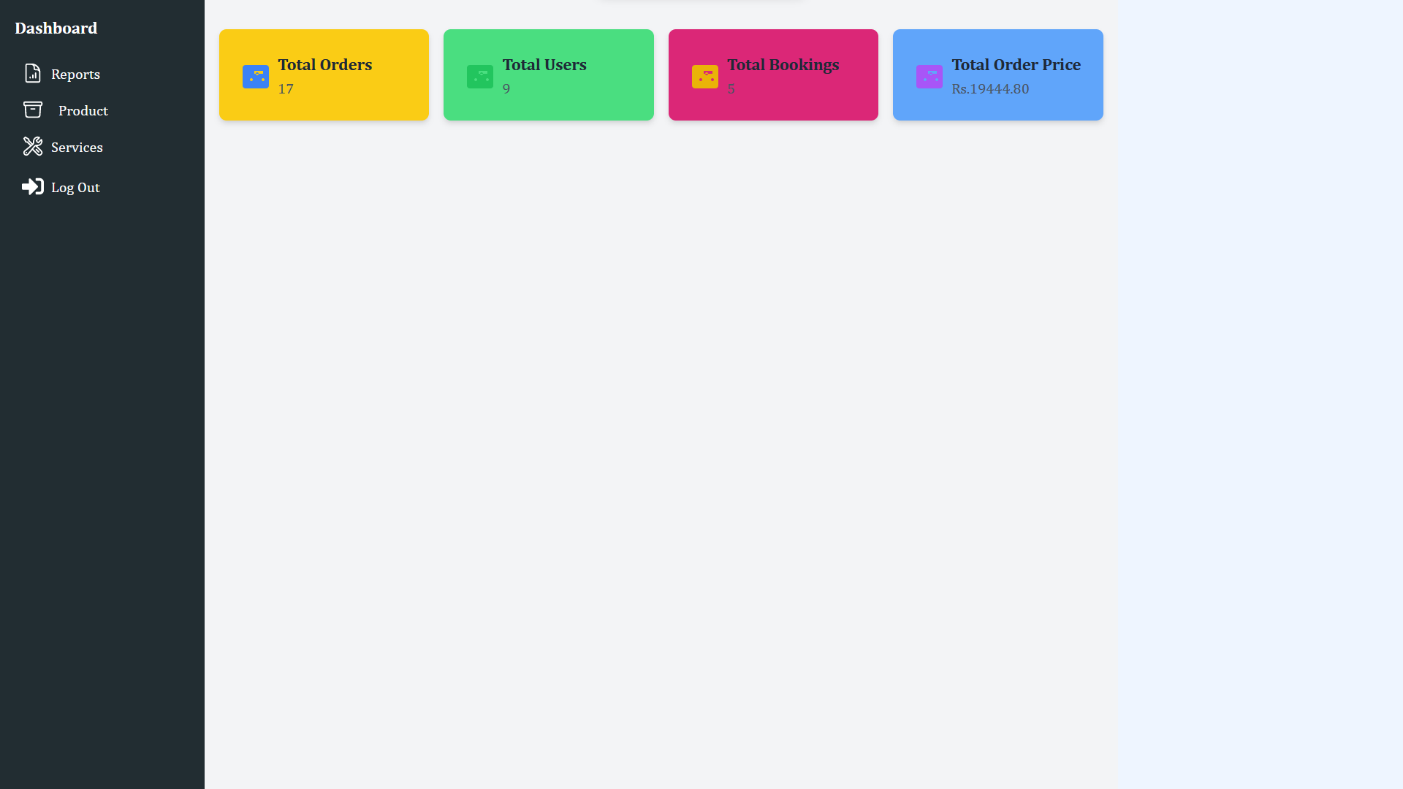 Dashboard
Reports
Product
Services
Log Out
Total Orders
17
Total Users
9
Total Bookings
5
Total Order Price
Rs.19444.80